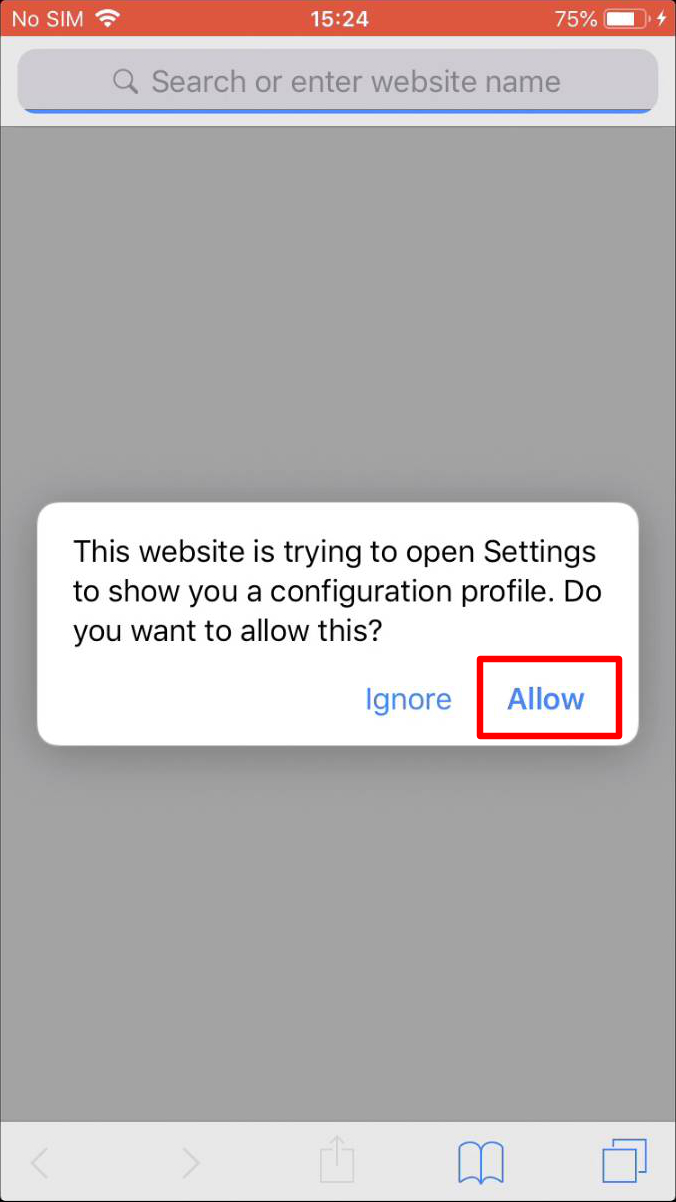 No SIM 15:24 75%
Search or enter website name
This website is trying to open Settings
to show you a configuration profile. Do
you want to allow this?
Ignore Allow